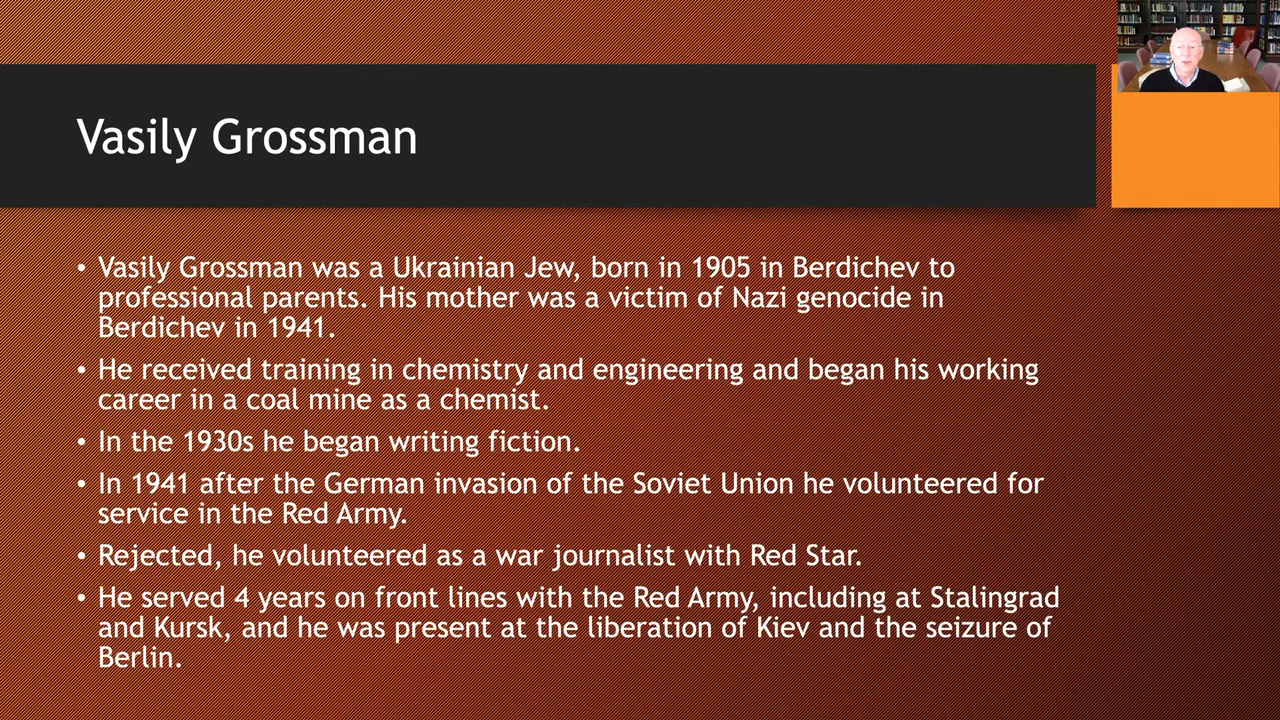 Vasily Grossman
• Vasily Grossman was a Ukrainian Jew, born in 1905 in Berdichev to
professional parents. His mother was a victim of Nazi genocide in
Berdichev in 1941.
• He received training in chemistry and engineering and began his working
career in a coal mine as a chemist.
• In the 1930s he began writing fiction.
• In 1941 after the German invasion of the Soviet Union he volunteered for
service in the Red Army.
• Rejected, he volunteered as a war journalist with Red Star.
• He served 4 years on front lines with the Red Army, including at Stalingrad
and Kursk, and he was present at the liberation of Kiev and the seizure of
Berlin.